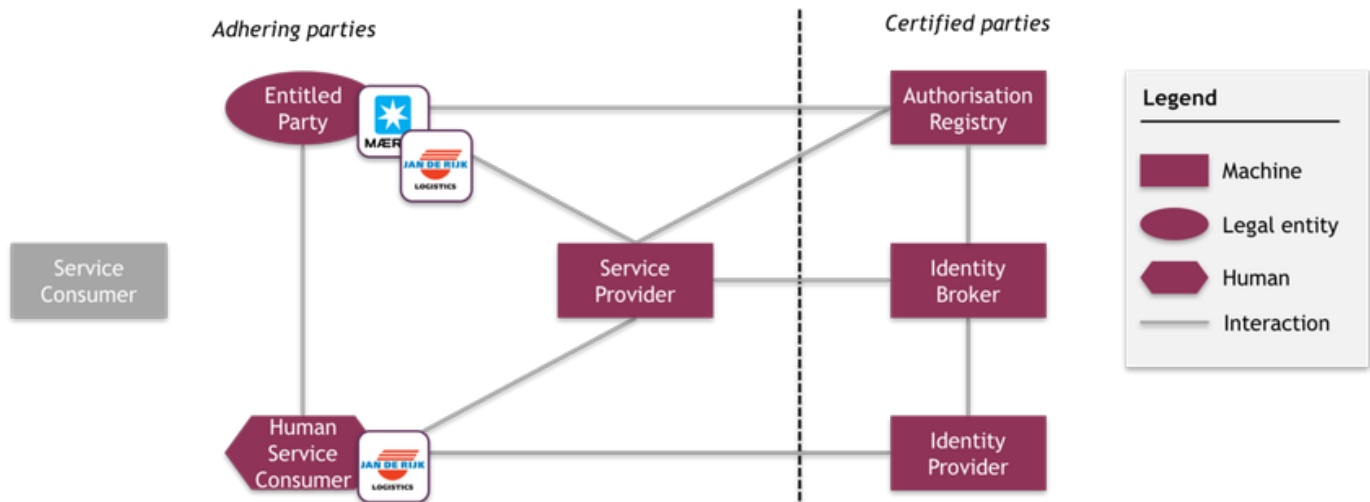 Adhering parties
Certified parties
Entitled
Party
MÆR
JAN DE RIJK
LOGISTICS
Authorisation
Registry
Legend
Machine
Legal entity
Human
Interaction
Service
Consumer
Service
Provider
Identity
Broker
Human
Service
Consumer
JAN DE RIJK
LOGISTICS
Identity
Provider